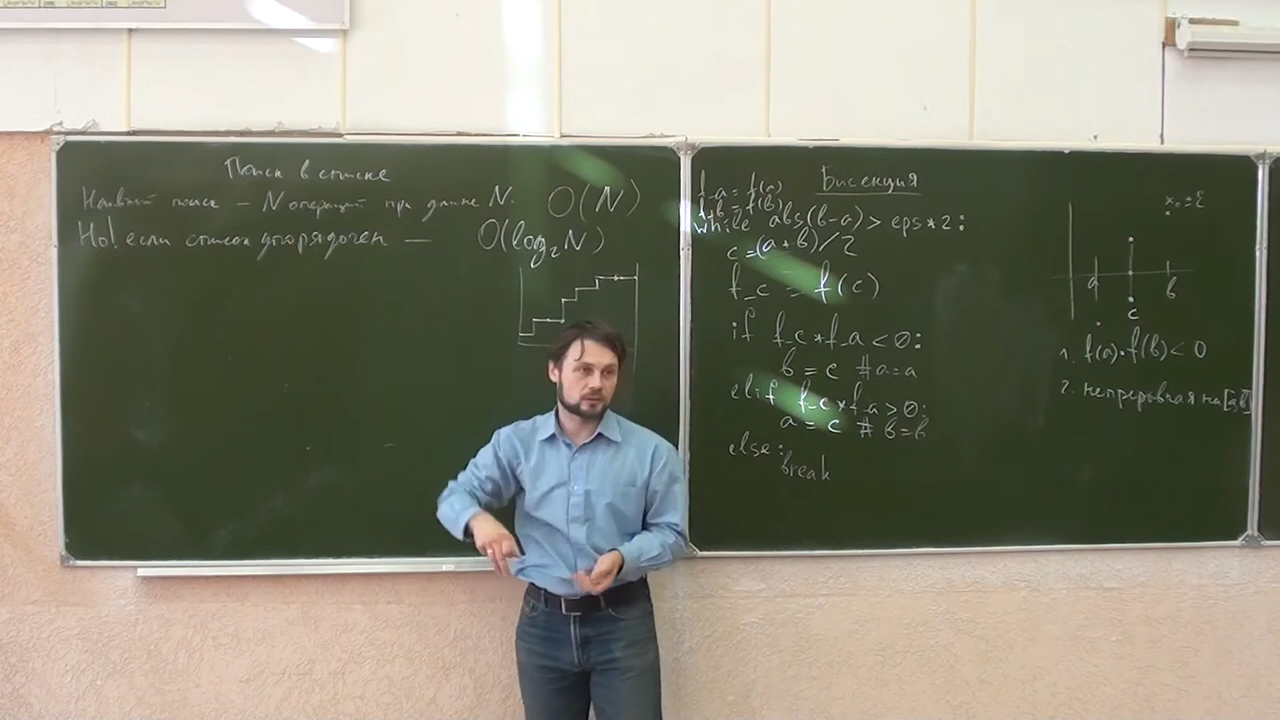 Поиск в списке
Наивный поиск – N операций при длине N. O(N)
Но! если список упорядочен — O(log₂N)
Бисекция
f_a = f(a)
f_b = f(b)
while abs(b-a) > eps*2:
c = (a+b)/2
f_c = f(c)
if f_c*f_a < 0:
b = c #a=a
elif f_c*f_a > 0:
a = c # b=b
else:
break
x₀ ± ε
a
b
c
1. f(a)·f(b) < 0
2. непрерывная на [a,b]